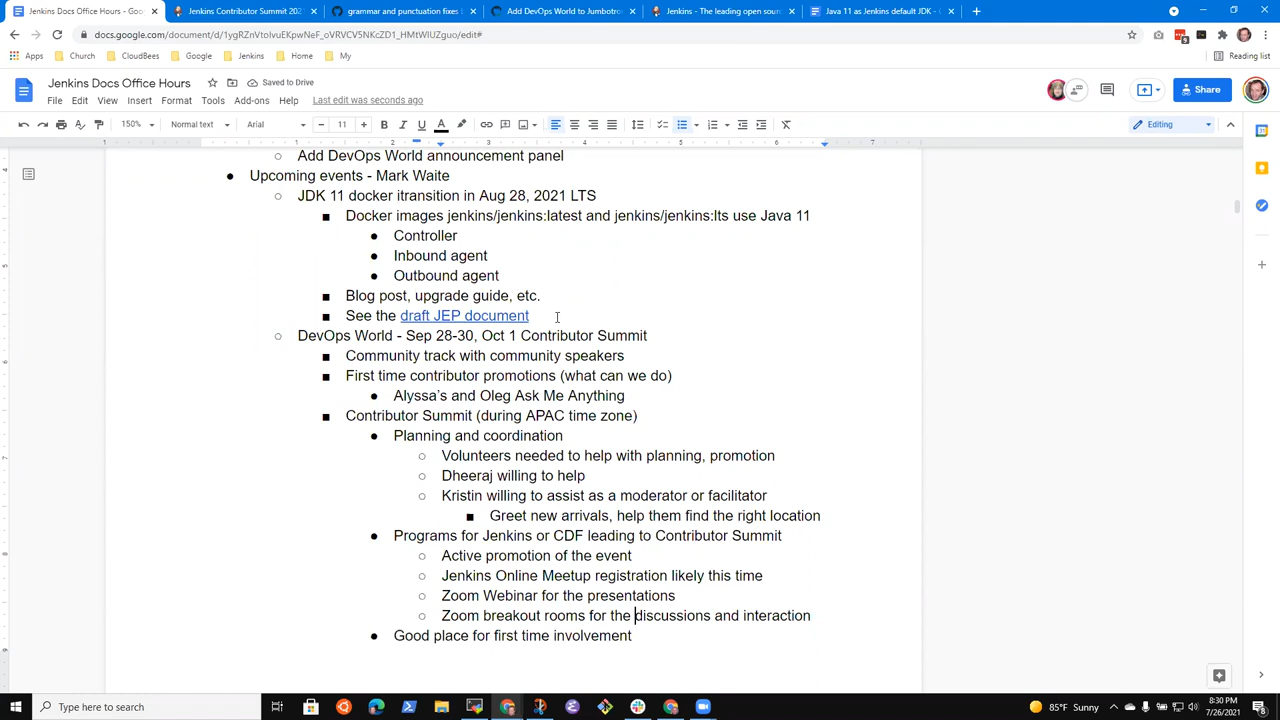 Jenkins Docs Office Hours - Goo
Jenkins Contributor Summit 202
grammar and punctuation fixes b
Add DevOps World to Jumbotro
Jenkins - The leading open sour
Java 11 as Jenkins default JDK - G
docs.google.com/document/d/1ygRZnVtoIvuEKpwNeF_oVRVCV5NKcZD1_HMtWIUZguo/edit#
Apps
Church
CloudBees
Google
Jenkins
Home
My
Reading list
Jenkins Docs Office Hours
Saved to Drive
File Edit View Insert Format Tools Add-ons Help Last edit was seconds ago
Share
150% Normal text Arial 11 Editing
1 1 2 3 4 5 6 7
Add DevOps World announcement panel
Upcoming events - Mark Waite
JDK 11 docker itransition in Aug 28, 2021 LTS
Docker images jenkins/jenkins:latest and jenkins/jenkins:lts use Java 11
Controller
Inbound agent
Outbound agent
Blog post, upgrade guide, etc.
See the draft JEP document
DevOps World - Sep 28-30, Oct 1 Contributor Summit
Community track with community speakers
First time contributor promotions (what can we do)
Alyssa's and Oleg Ask Me Anything
Contributor Summit (during APAC time zone)
Planning and coordination
Volunteers needed to help with planning, promotion
Dheeraj willing to help
Kristin willing to assist as a moderator or facilitator
Greet new arrivals, help them find the right location
Programs for Jenkins or CDF leading to Contributor Summit
Active promotion of the event
Jenkins Online Meetup registration likely this time
Zoom Webinar for the presentations
Zoom breakout rooms for the discussions and interaction
Good place for first time involvement
Type here to search
85°F Sunny
8:30 PM
7/26/2021